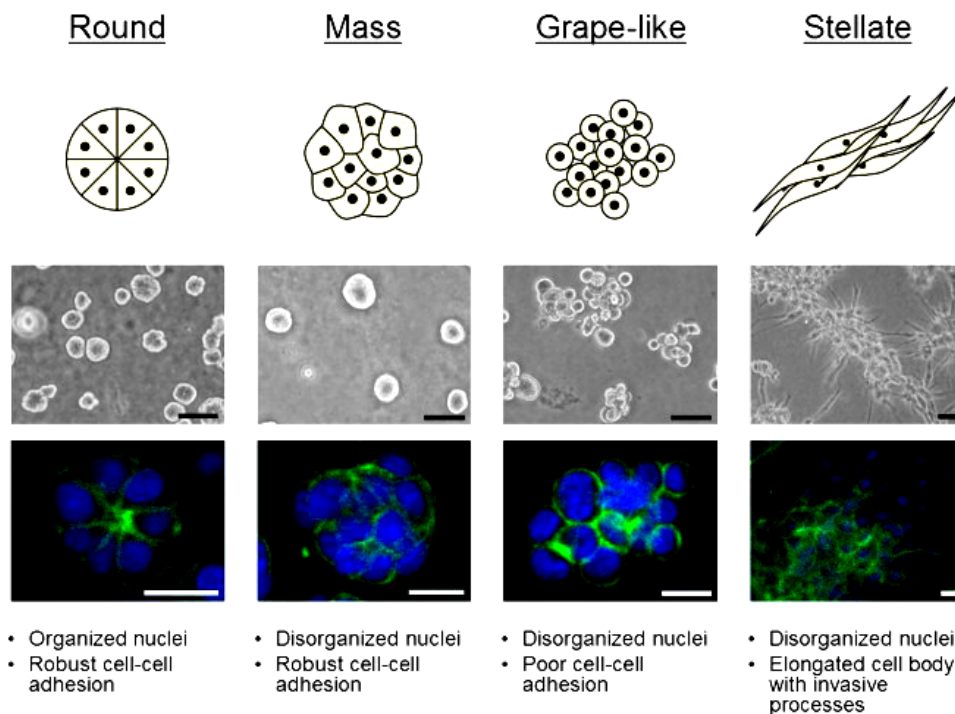 Round
Mass
Grape-like
Stellate
• Organized nuclei
• Robust cell-cell
adhesion
• Disorganized nuclei
• Robust cell-cell
adhesion
• Disorganized nuclei
• Poor cell-cell
adhesion
• Disorganized nuclei
• Elongated cell body
with invasive
processes